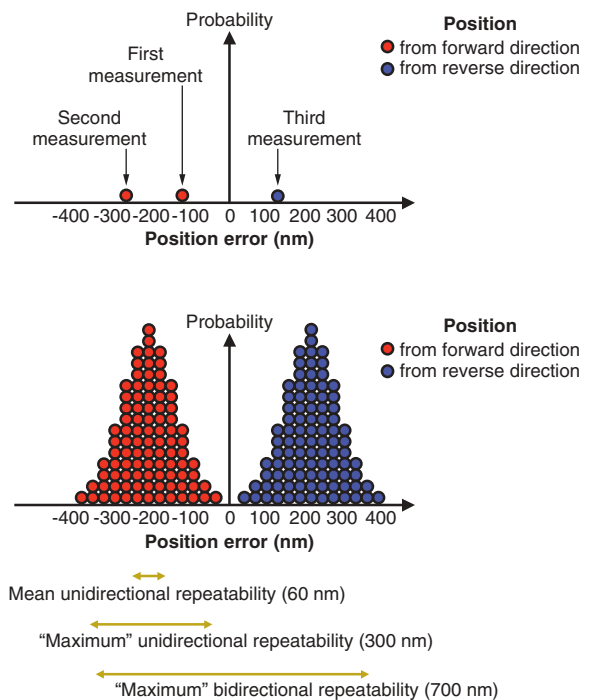 Probability
Position
from forward direction
from reverse direction
First
measurement
Second
measurement
Third
measurement
-400 -300 -200 -100 0 100 200 300 400
Position error (nm)
Probability
Position
from forward direction
from reverse direction
-400 -300 -200 -100 0 100 200 300 400
Position error (nm)
Mean unidirectional repeatability (60 nm)
“Maximum” unidirectional repeatability (300 nm)
“Maximum” bidirectional repeatability (700 nm)